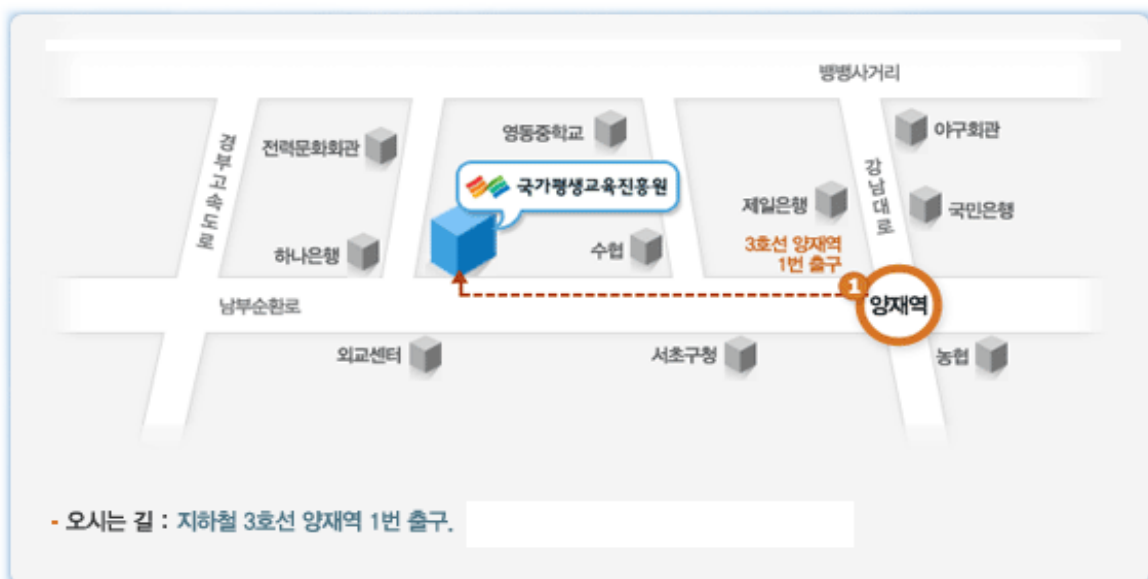 뱅뱅사거리
경부고속도로
전력문화회관
영동중학교
야구회관
국가평생교육진흥원
강남대로
제일은행
국민은행
하나은행
수협
3호선 양재역
1번 출구
1
양재역
남부순환로
외교센터
서초구청
농협
- 오시는 길 : 지하철 3호선 양재역 1번 출구.